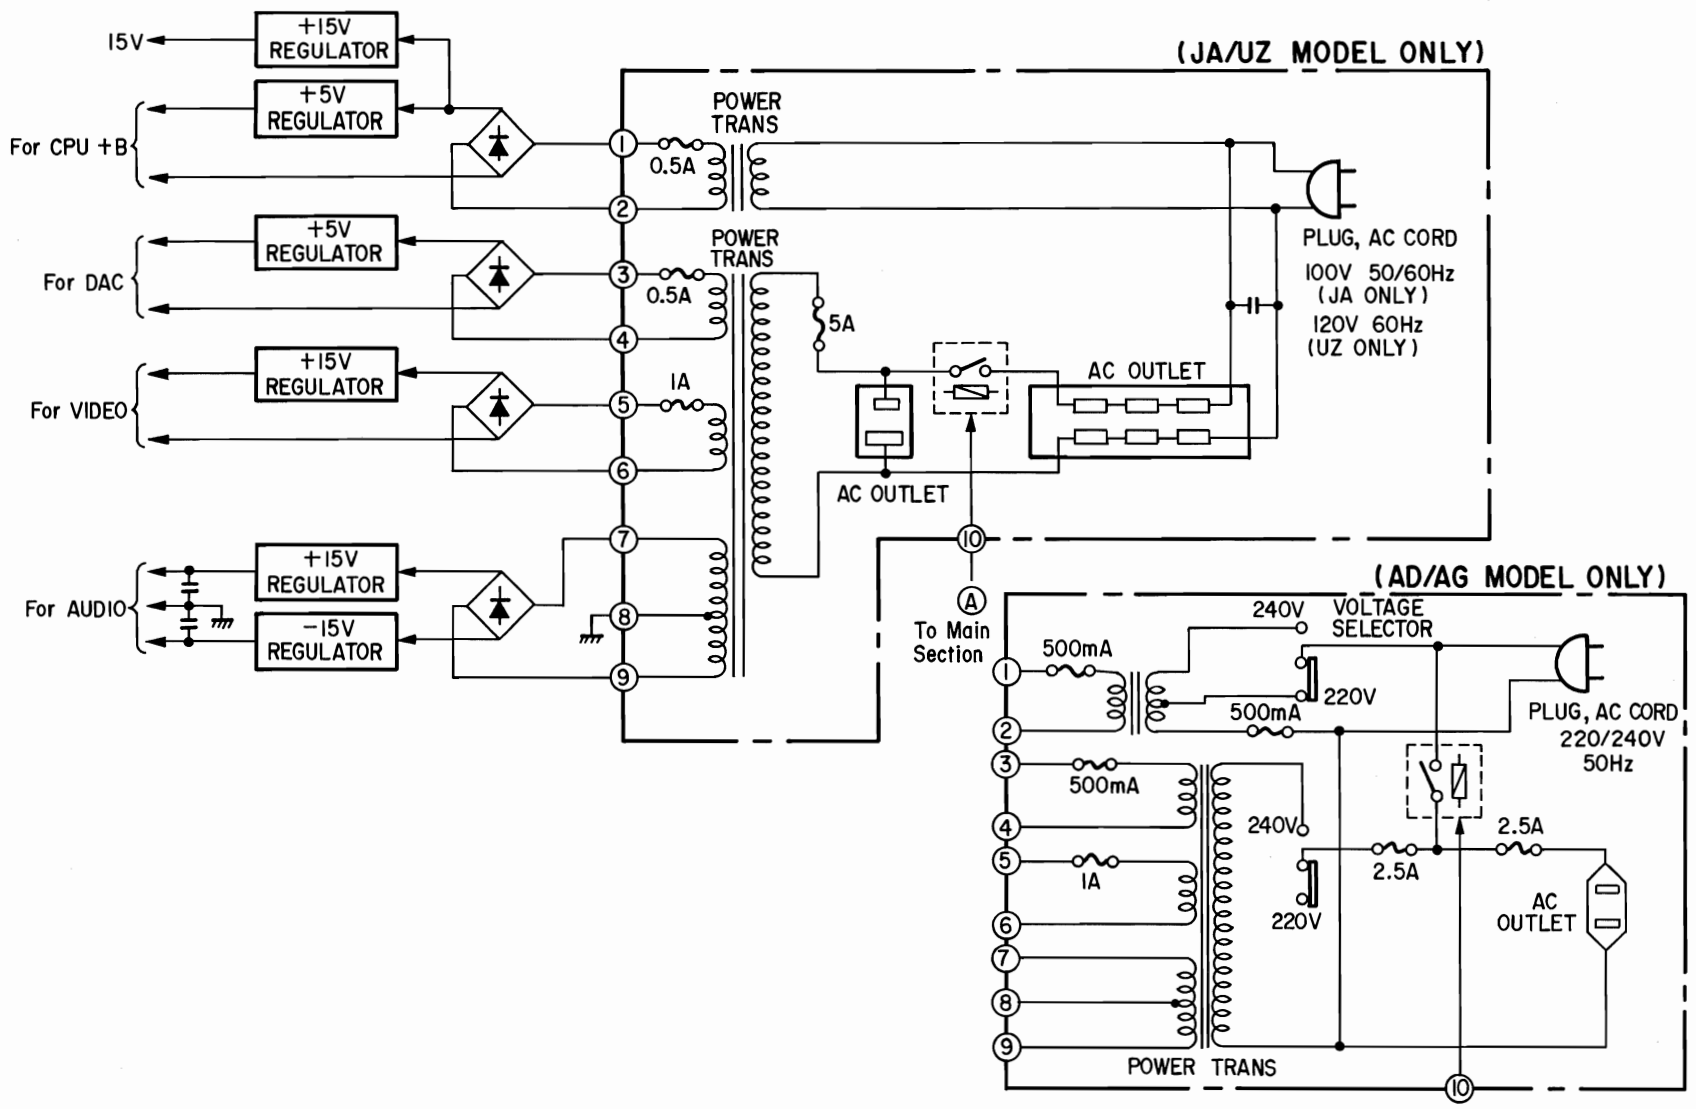 (JA/UZ MODEL ONLY)
15V
+15V
REGULATOR
+5V
REGULATOR
For CPU +B
POWER
TRANS
1
0.5A
2
PLUG, AC CORD
100V 50/60Hz
(JA ONLY)
120V 60Hz
(UZ ONLY)
+5V
REGULATOR
For DAC
POWER
TRANS
3
0.5A
4
5A
+15V
REGULATOR
For VIDEO
1A
5
6
AC OUTLET
AC OUTLET
7
10
+15V
REGULATOR
For AUDIO
-15V
REGULATOR
8
9
A
To Main
Section
(AD/AG MODEL ONLY)
240V
VOLTAGE
SELECTOR
500mA
1
220V
500mA
2
PLUG, AC CORD
220/240V
50Hz
3
500mA
4
240V
2.5A
2.5A
5
1A
220V
AC
OUTLET
6
7
8
9
POWER TRANS
10